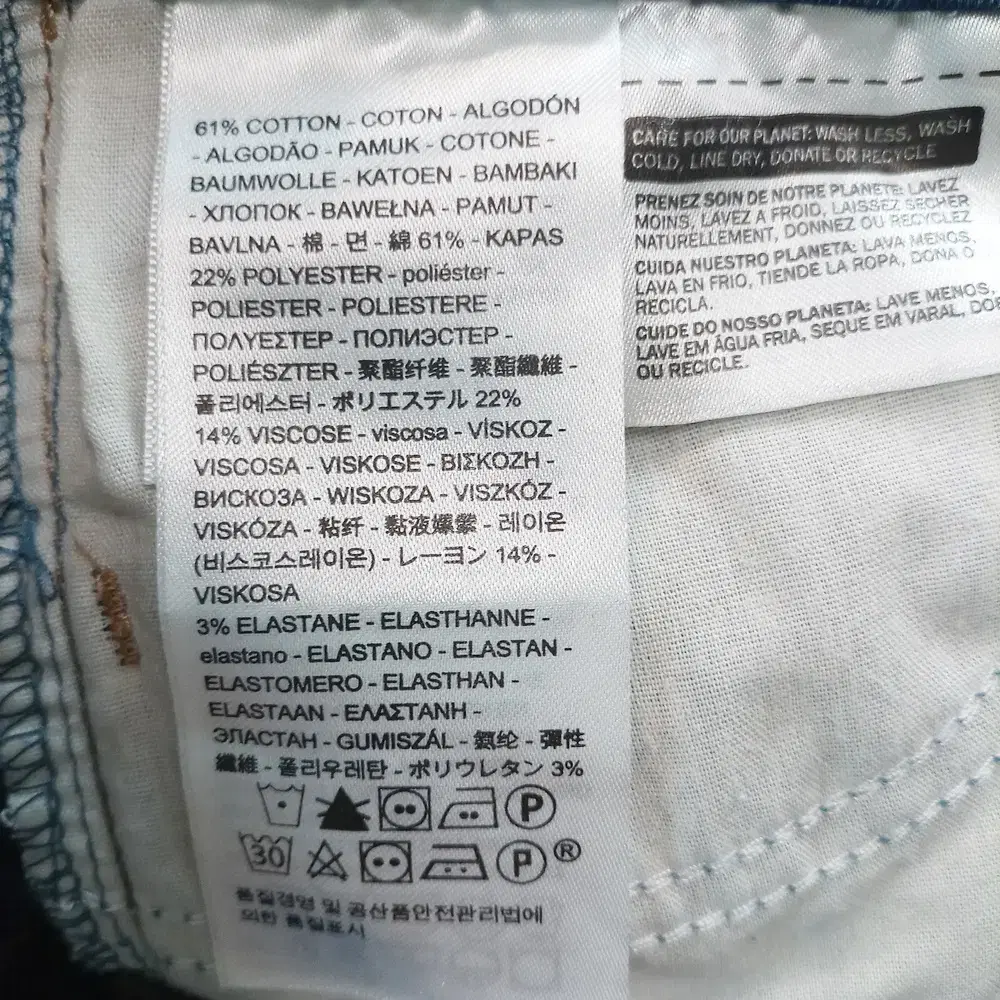 61% COTTON - COTON - ALGODÓN
- ALGODÃO - PAMUK - COTONE -
BAUMWOLLE - KATOEN - BAMBAKI
- ХЛОПОК - BAWEŁNA - PAMUT -
BAVLNA - 棉 - 면 - 綿 61% - KAPAS
22% POLYESTER - poliéster -
POLIESTER - POLIESTERE -
ΠΟΛΥΕΣΤΕΡ - ПОЛИЭСТЕР -
POLIÉSZTER - 聚酯纤维 - 聚酯纖維 -
폴리에스터 - ポリエステル 22%
14% VISCOSE - viscosa - VİSKOZ -
VISCOSA - VISKOSE - ΒΙΣΚΟΖΗ -
ВИСКОЗА - WISKOZA - VISZKÓZ -
VISKÓZA - 粘纤 - 黏液嫘縈 - 레이온
(비스코스레이온) - レーヨン 14% -
VISKOSA
3% ELASTANE - ELASTHANNE -
elastano - ELASTANO - ELASTAN -
ELASTOMERO - ELASTHAN -
ELASTAAN - ΕΛΑΣΤΑΝΗ -
ЭЛАСТАН - GUMISZÁL - 氨纶 - 彈性
纖維 - 폴리우레탄 - ポリウレタン 3%
P
30 P ®
품질경영 및 공산품안전관리법에
의한 품질표시
CARE FOR OUR PLANET: WASH LESS, WASH
COLD, LINE DRY, DONATE OR RECYCLE
PRENEZ SOIN DE NOTRE PLANETE: LAVEZ
MOINS, LAVEZ A FROID, LAISSEZ SECHER
NATURELLEMENT, DONNEZ OU RECYCLEZ
CUIDA NUESTRO PLANETA: LAVA MENOS,
LAVA EN FRIO, TIENDE LA ROPA, DONA O
RECICLA.
CUIDE DO NOSSO PLANETA: LAVE MENOS,
LAVE EM ÁGUA FRIA, SEQUE EM VARAL,
OU RECICLE.